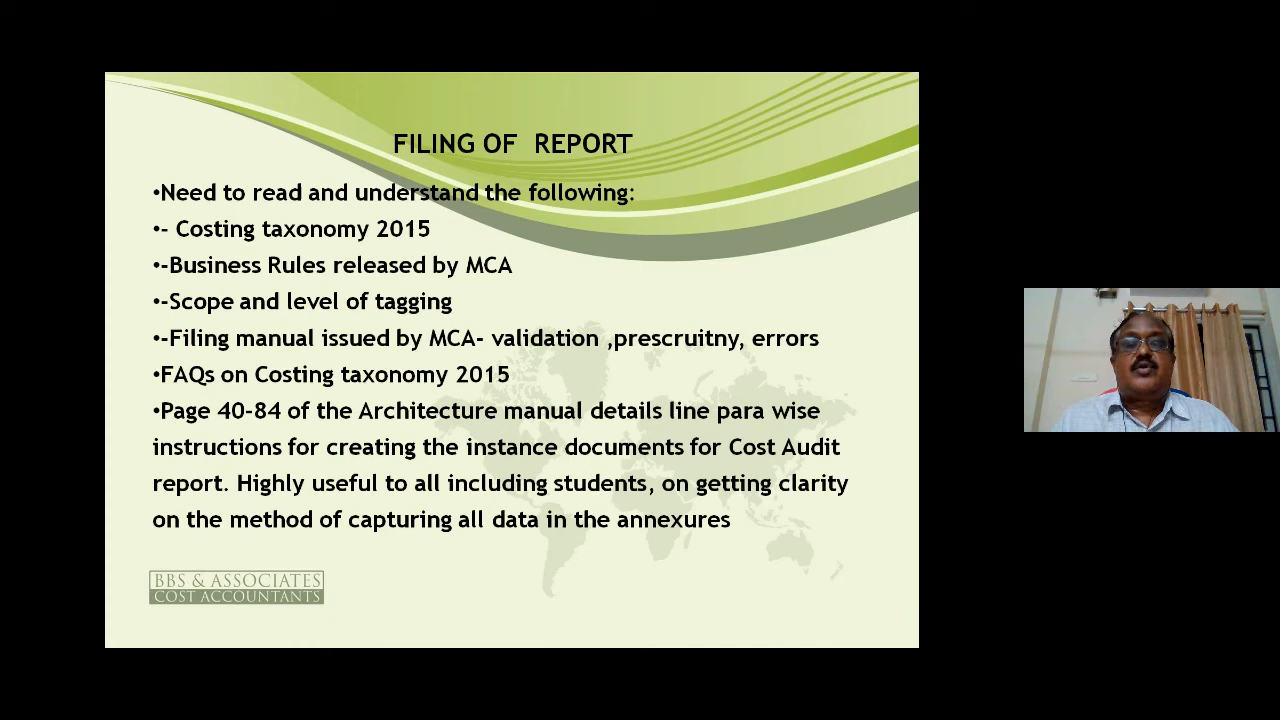 FILING OF REPORT
•Need to read and understand the following:
•- Costing taxonomy 2015
•-Business Rules released by MCA
•-Scope and level of tagging
•-Filing manual issued by MCA- validation ,prescruitny, errors
•FAQs on Costing taxonomy 2015
•Page 40-84 of the Architecture manual details line para wise
instructions for creating the instance documents for Cost Audit
report. Highly useful to all including students, on getting clarity
on the method of capturing all data in the annexures
BBS & ASSOCIATES
COST ACCOUNTANTS